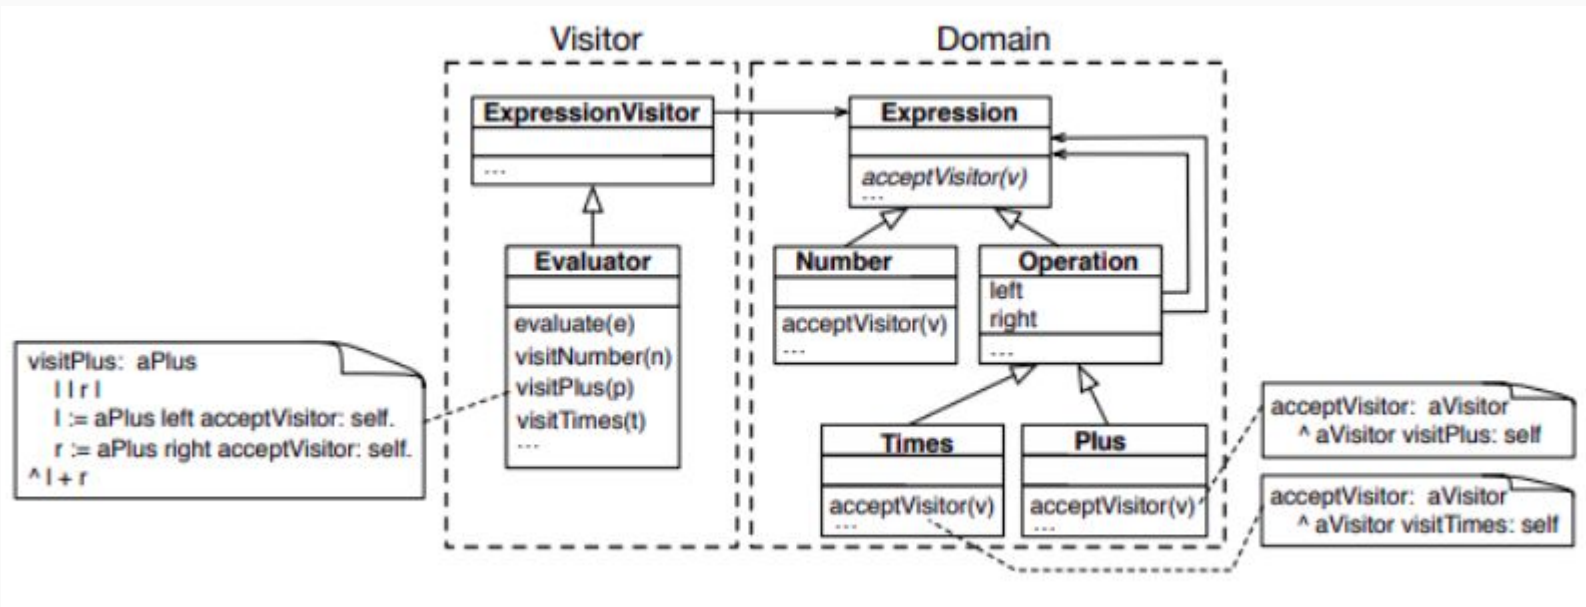 Visitor
Domain
ExpressionVisitor
...
Evaluator
evaluate(e)
visitNumber(n)
visitPlus(p)
visitTimes(t)
...
Expression
acceptVisitor(v)
...
Number
acceptVisitor(v)
...
Operation
left
right
...
Times
acceptVisitor(v)
...
Plus
acceptVisitor(v)
...
visitPlus: aPlus
| l r |
l := aPlus left acceptVisitor: self.
r := aPlus right acceptVisitor: self.
^ l + r
acceptVisitor: aVisitor
^ aVisitor visitPlus: self
acceptVisitor: aVisitor
^ aVisitor visitTimes: self